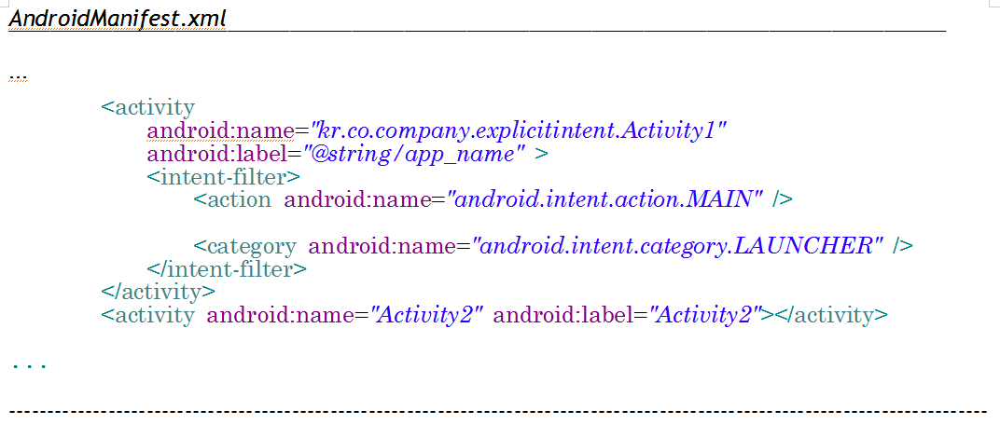 AndroidManifest.xml
...
<activity
android:name="kr.co.company.explicitintent.Activity1"
android:label="@string/app_name" >
<intent-filter>
<action android:name="android.intent.action.MAIN" />
<category android:name="android.intent.category.LAUNCHER" />
</intent-filter>
</activity>
<activity android:name="Activity2" android:label="Activity2"></activity>
...